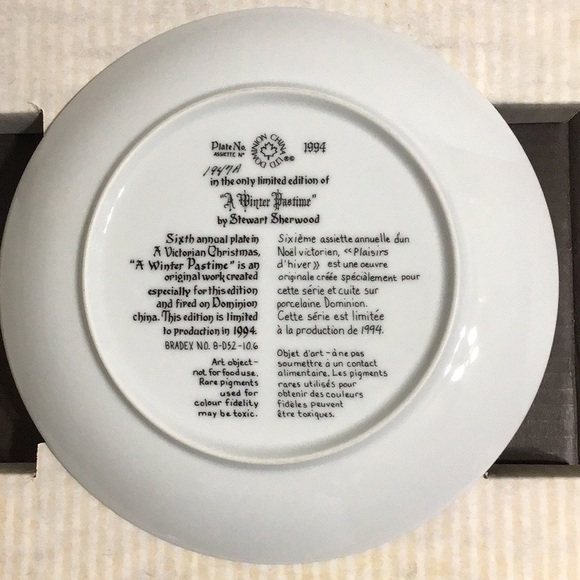 Plate No.
ASSIETTE No
DOMINION CHINA LTD ©
1994
1947A
in the only limited edition of
"A Winter Pastime"
by Stewart Sherwood
Sixth annual plate in
A Victorian Christmas,
"A Winter Pastime" is an
original work created
especially for this edition
and fired on Dominion
china. This edition is limited
to production in 1994.
BRADEX NO. 8-D52-10.6
Art object-
not for food use.
Rare pigments
used for
colour fidelity
may be toxic.
Sixième assiette annuelle d'un
Noël victorien, «Plaisirs
d'hiver» est une oeuvre
originale créée spécialement pour
cette série et cuite sur
porcelaine Dominion.
Cette série est limitée
à la production de 1994.
Objet d'art-à ne pas
soumettre à un contact
alimentaire. Les pigments
rares utilisés pour
obtenir des couleurs
fidèles peuvent
être toxiques.